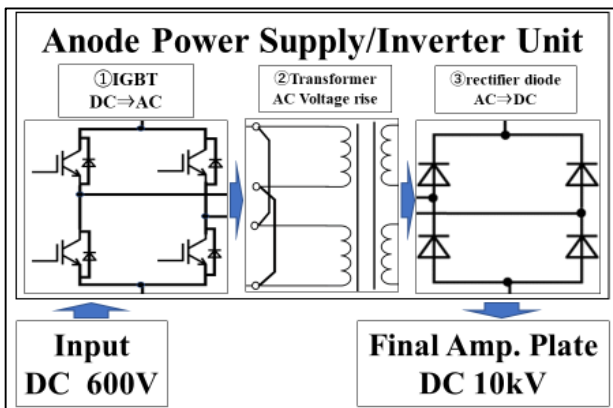 Anode Power Supply/Inverter Unit
①IGBT
DC⇒AC
②Transformer
AC Voltage rise
③rectifier diode
AC⇒DC
Input
DC 600V
Final Amp. Plate
DC 10kV